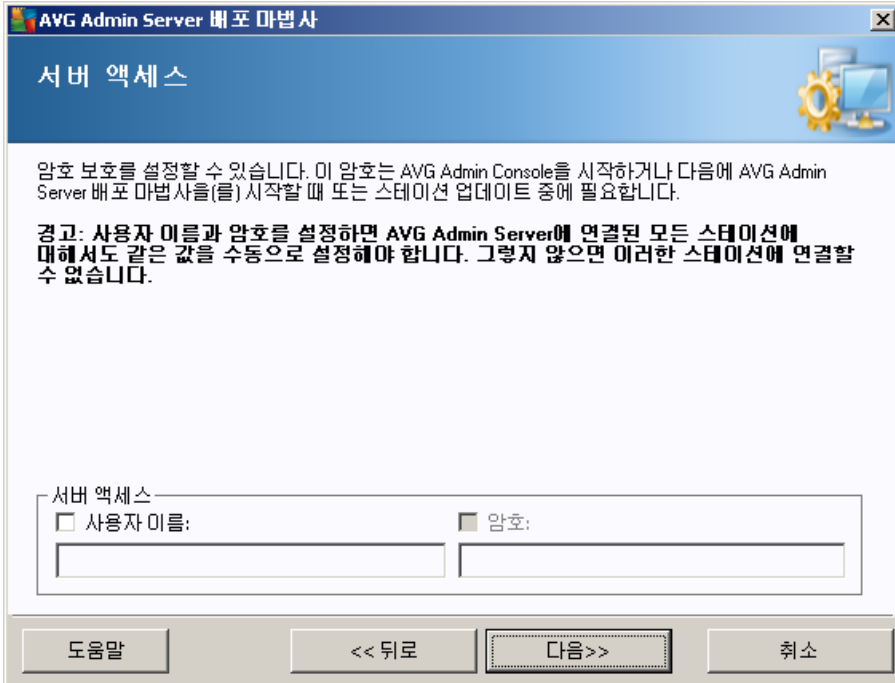 AVG Admin Server 배포 마법사
서버 액세스
암호 보호를 설정할 수 있습니다. 이 암호는 AVG Admin Console을 시작하거나 다음에 AVG Admin
Server 배포 마법사을(를) 시작할 때 또는 스테이션 업데이트 중에 필요합니다.
경고: 사용자 이름과 암호를 설정하면 AVG Admin Server에 연결된 모든 스테이션에
대해서도 같은 값을 수동으로 설정해야 합니다. 그렇지 않으면 이러한 스테이션에 연결할
수 없습니다.
서버 액세스
사용자 이름:
암호:
도움말
<< 뒤로
다음>>
취소